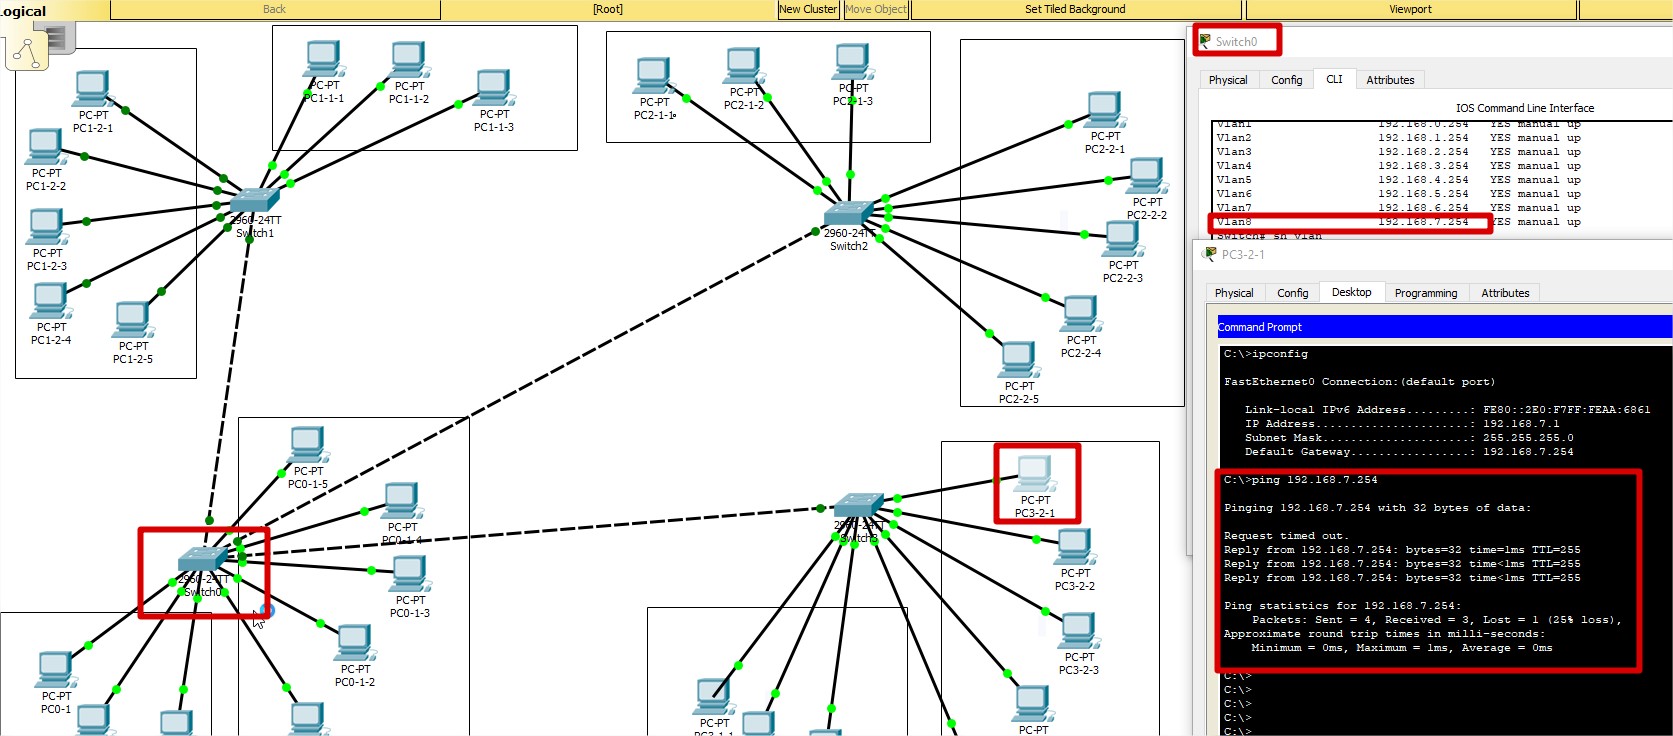 ogical
Back
[Root]
New Cluster
Move Object
Set Tiled Background
Viewport
PC-PT
PC1-2-1
PC-PT
PC1-2-2
PC-PT
PC1-2-3
PC-PT
PC1-2-4
PC-PT
PC1-2-5
PC-PT
PC1-1-1
PC-PT
PC1-1-2
PC-PT
PC1-1-3
2960-24TT
Switch1
PC-PT
PC2-1-1
PC-PT
PC2-1-2
PC-PT
PC2-1-3
2960-24TT
Switch2
PC-PT
PC2-2-1
PC-PT
PC2-2-2
PC-PT
PC2-2-3
PC-PT
PC2-2-4
PC-PT
PC2-2-5
PC-PT
PC0-1-5
PC-PT
PC0-1-4
PC-PT
PC0-1-3
PC-PT
PC0-1-2
2960-24TT
Switch0
PC-PT
PC0-1
2960-24TT
Switch3
PC-PT
PC3-2-1
PC-PT
PC3-2-2
PC-PT
PC3-2-3
PC-PT
PC-PT
PC3-1-1
Switch0
Physical Config CLI Attributes
IOS Command Line Interface
Vlan1 192.168.0.254 YES manual up
Vlan2 192.168.1.254 YES manual up
Vlan3 192.168.2.254 YES manual up
Vlan4 192.168.3.254 YES manual up
Vlan5 192.168.4.254 YES manual up
Vlan6 192.168.5.254 YES manual up
Vlan7 192.168.6.254 YES manual up
Vlan8 192.168.7.254 YES manual up
Switch# sh vlan
PC3-2-1
Physical Config Desktop Programming Attributes
Command Prompt
C:\>ipconfig
FastEthernet0 Connection:(default port)
Link-local IPv6 Address.........: FE80::2E0:F7FF:FEAA:6861
IP Address......................: 192.168.7.1
Subnet Mask.....................: 255.255.255.0
Default Gateway.................: 192.168.7.254
C:\>ping 192.168.7.254
Pinging 192.168.7.254 with 32 bytes of data:
Request timed out.
Reply from 192.168.7.254: bytes=32 time=1ms TTL=255
Reply from 192.168.7.254: bytes=32 time<1ms TTL=255
Reply from 192.168.7.254: bytes=32 time<1ms TTL=255
Ping statistics for 192.168.7.254:
Packets: Sent = 4, Received = 3, Lost = 1 (25% loss),
Approximate round trip times in milli-seconds:
Minimum = 0ms, Maximum = 1ms, Average = 0ms
C:\>
C:\>
C:\>
C:\>
C:\>